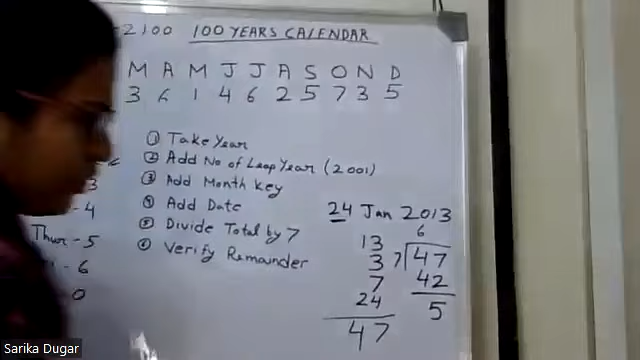 -2100 100 YEARS CALENDAR
M A M J J A S O N D
3 6 1 4 6 2 5 7 3 5
① Take Year
② Add No of Leap Year (2001)
③ Add Month Key
④ Add Date
⑤ Divide Total by 7
⑥ Verify Remainder
3
- 4
Thur - 5
- 6
- 0
24 Jan 2013
13
3
7
24
47
6
7 47
42
5
Sarika Dugar